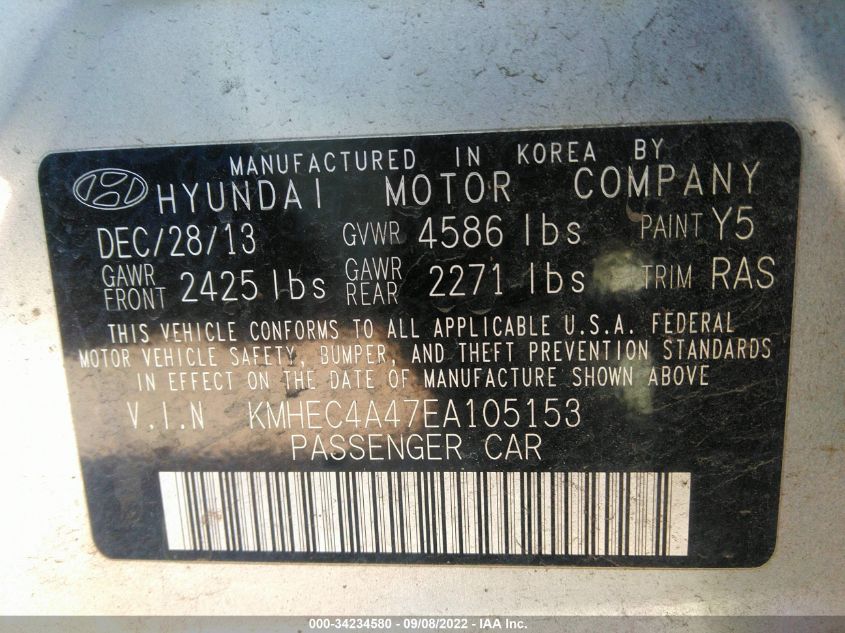 MANUFACTURED IN KOREA BY
HYUNDAI MOTOR COMPANY
DEC/28/13 GVWR 4586 lbs PAINT Y5
GAWR FRONT 2425 lbs GAWR REAR 2271 lbs TRIM RAS
THIS VEHICLE CONFORMS TO ALL APPLICABLE U.S.A. FEDERAL
MOTOR VEHICLE SAFETY, BUMPER, AND THEFT PREVENTION STANDARDS
IN EFFECT ON THE DATE OF MANUFACTURE SHOWN ABOVE
V.I.N KMHEC4A47EA105153
PASSENGER CAR
000-34234580 - 09/08/2022 - IAA Inc.